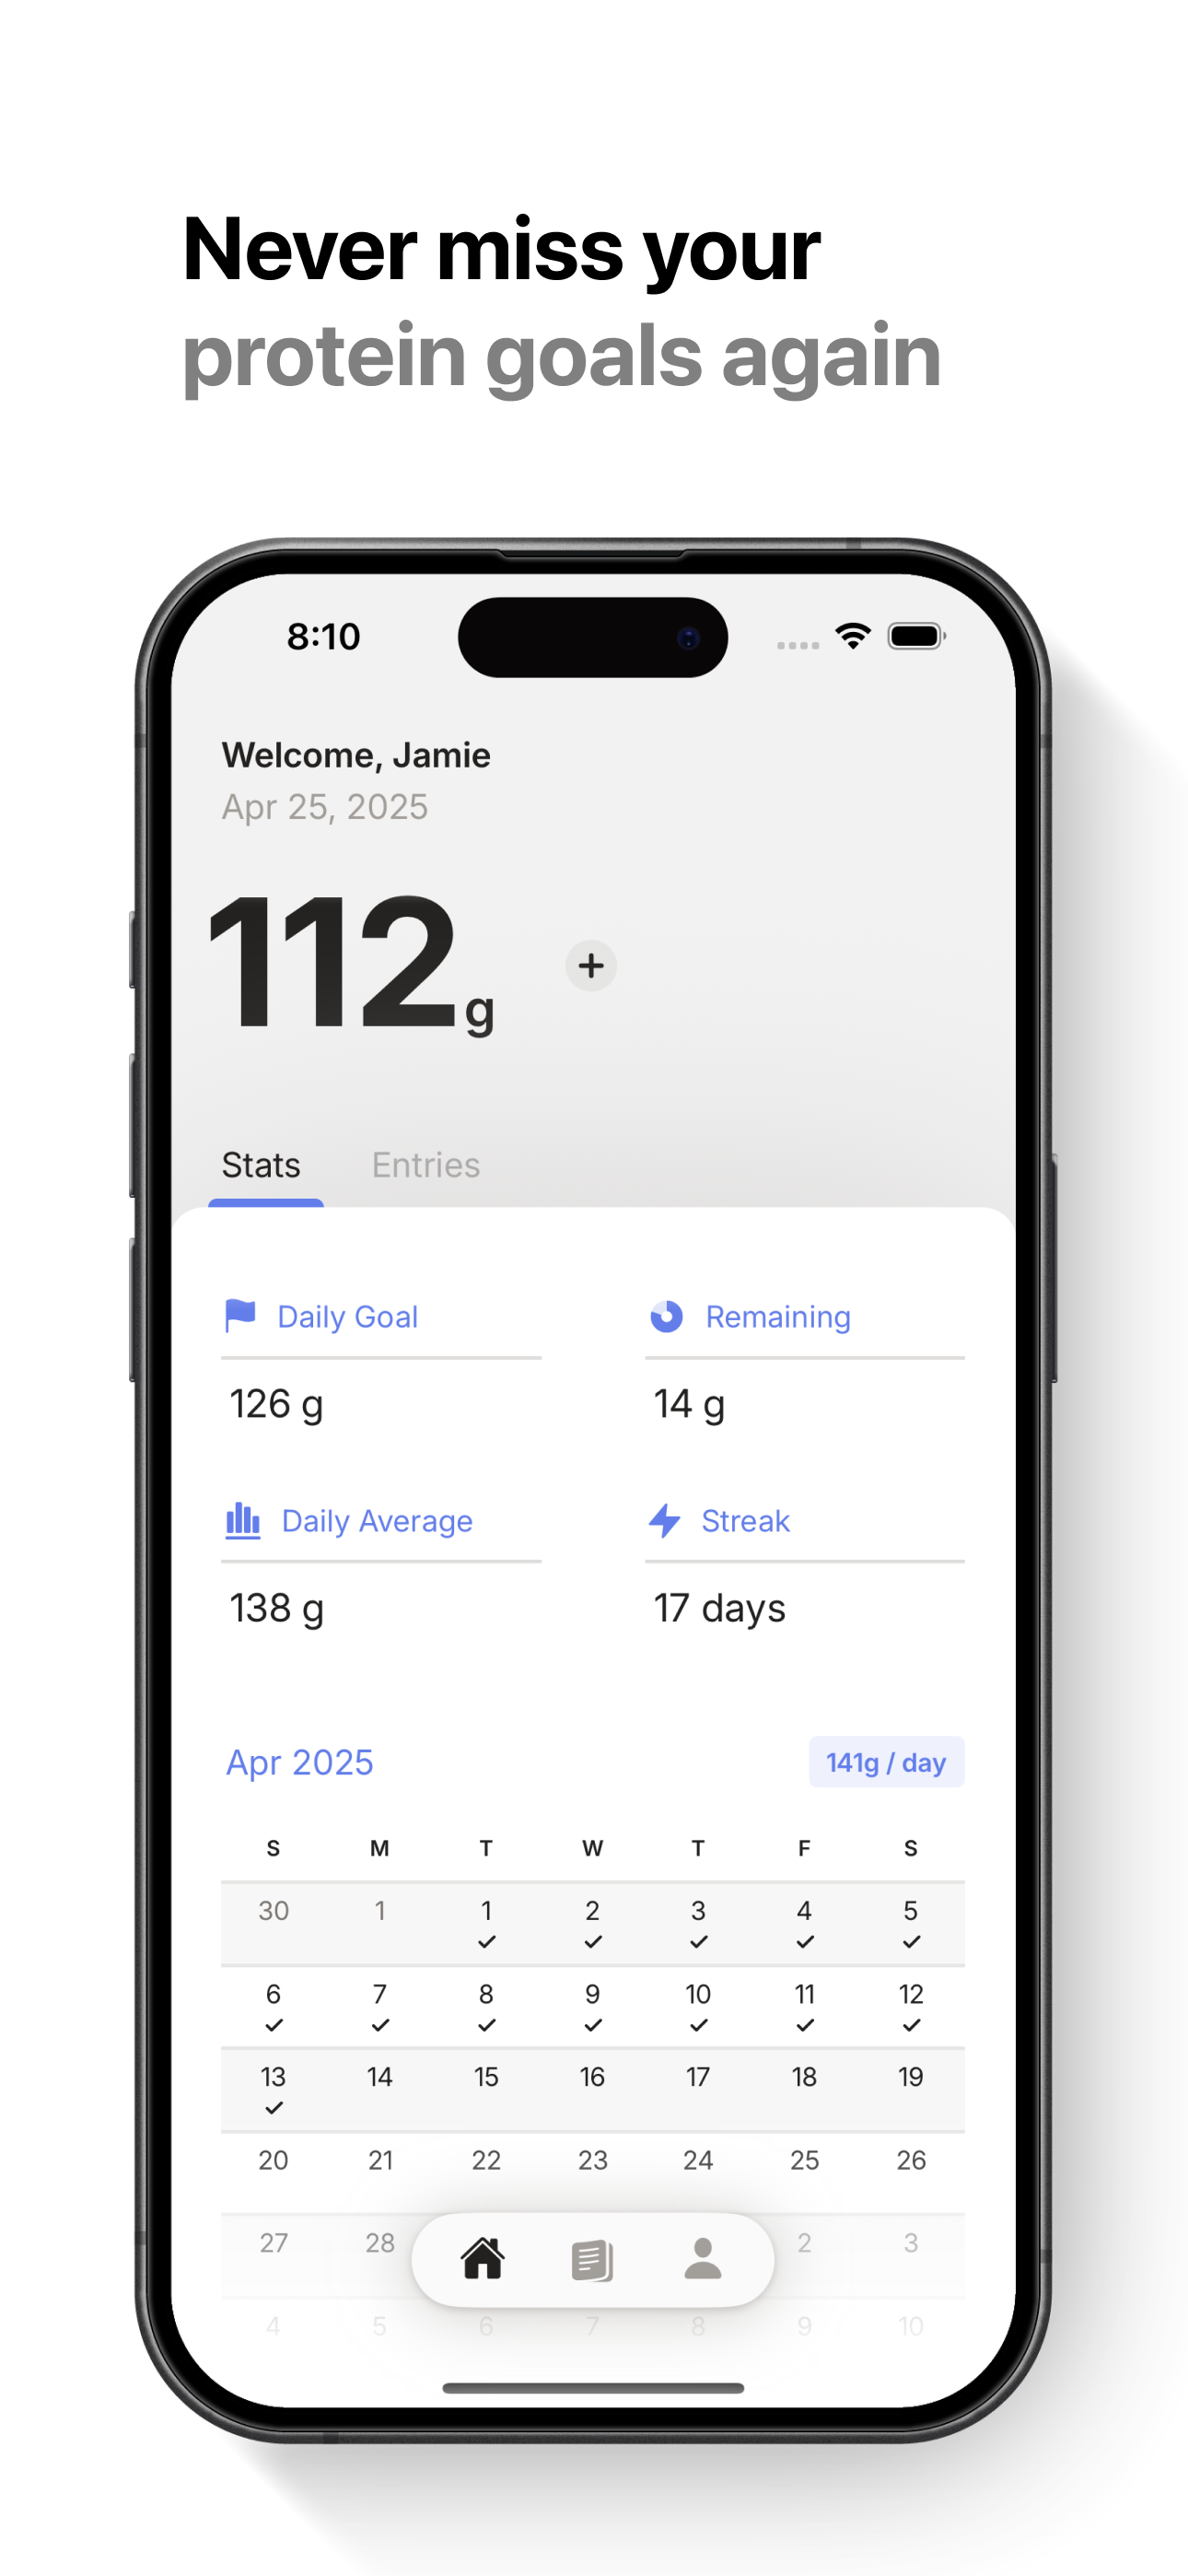 Never miss your
protein goals again
8:10
Welcome, Jamie
Apr 25, 2025
112 g
Stats Entries
Daily Goal Remaining
126 g 14 g
Daily Average Streak
138 g 17 days
Apr 2025 141g / day
S M T W T F S
30 1 1 2 3 4 5
6 7 8 9 10 11 12
13 14 15 16 17 18 19
20 21 22 23 24 25 26
27 28 2 3
4 5 6 7 8 9 10